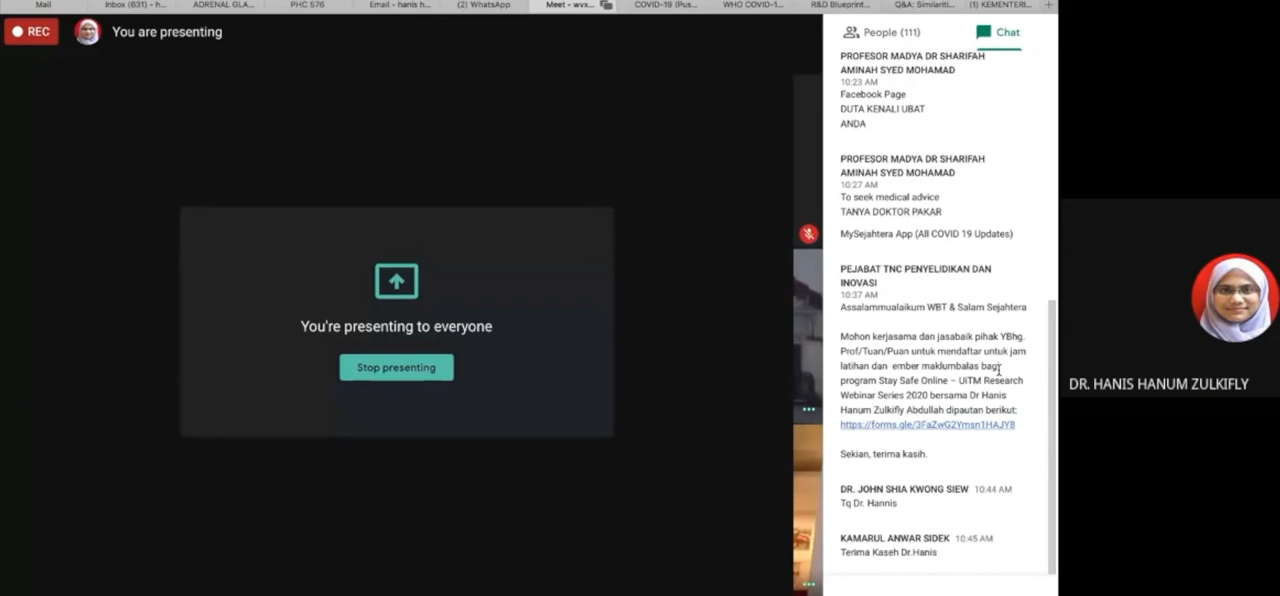 Mail
Inbox (631) - h...
ADRENAL GLA...
PHC 576
Email - hanis h...
(2) WhatsApp
Meet - wvx...
COVID-19 (Pus...
WHO COVID-1...
R&D Blueprint...
Q&A: Similariti...
(1) KEMENTERI...
REC
You are presenting
People (111)
Chat
PROFESOR MADYA DR SHARIFAH
AMINAH SYED MOHAMAD
10:23 AM
Facebook Page
DUTA KENALI UBAT
ANDA
PROFESOR MADYA DR SHARIFAH
AMINAH SYED MOHAMAD
10:27 AM
To seek medical advice
TANYA DOKTOR PAKAR
MySejahtera App (All COVID 19 Updates)
PEJABAT TNC PENYELIDIKAN DAN
INOVASI
10:37 AM
Assalammualaikum WBT & Salam Sejahtera
Mohon kerjasama dan jasabaik pihak YBhg.
Prof/Tuan/Puan untuk mendaftar untuk jam
latihan dan ember maklumbalas bagi
program Stay Safe Online – UiTM Research
Webinar Series 2020 bersama Dr Hanis
Hanum Zulkifly Abdullah dipautan berikut:
https://forms.gle/3FaZwG2Ymsn1HAJY8
Sekian, terima kasih.
DR. JOHN SHIA KWONG SIEW 10:44 AM
Tq Dr. Hannis
KAMARUL ANWAR SIDEK 10:45 AM
Terima Kaseh Dr.Hanis
You're presenting to everyone
Stop presenting
DR. HANIS HANUM ZULKIFLY